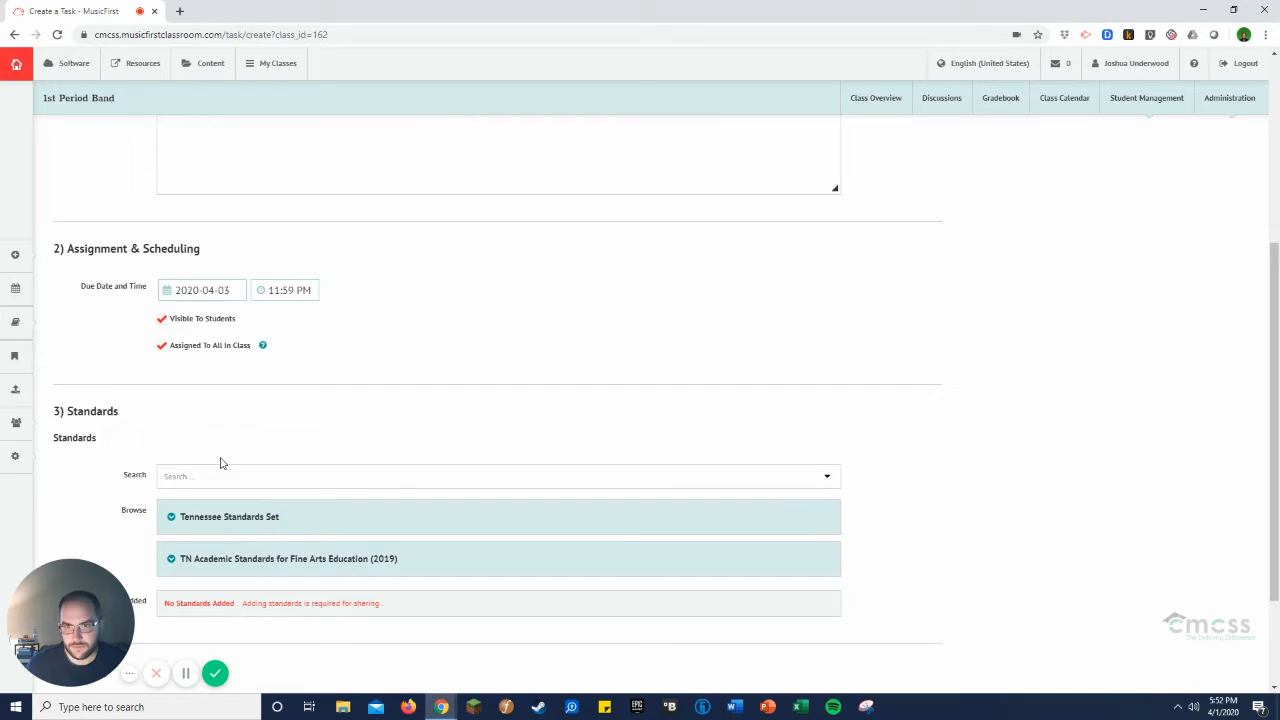 Create a Task - MusicFirst
cmcss.musicfirstclassroom.com/task/create?class_id=162
Software
Resources
Content
My Classes
English (United States)
0
Joshua Underwood
Logout
1st Period Band
Class Overview
Discussions
Gradebook
Class Calendar
Student Management
Administration
2) Assignment & Scheduling
Due Date and Time
2020-04-03
11:59 PM
Visible To Students
Assigned To All In Class
3) Standards
Standards
Search
Search ...
Browse
Tennessee Standards Set
TN Academic Standards for Fine Arts Education (2019)
No Standards Added Adding standards is required for sharing.
cmcss
The Defining Difference
Type here to search
5:52 PM
4/1/2020